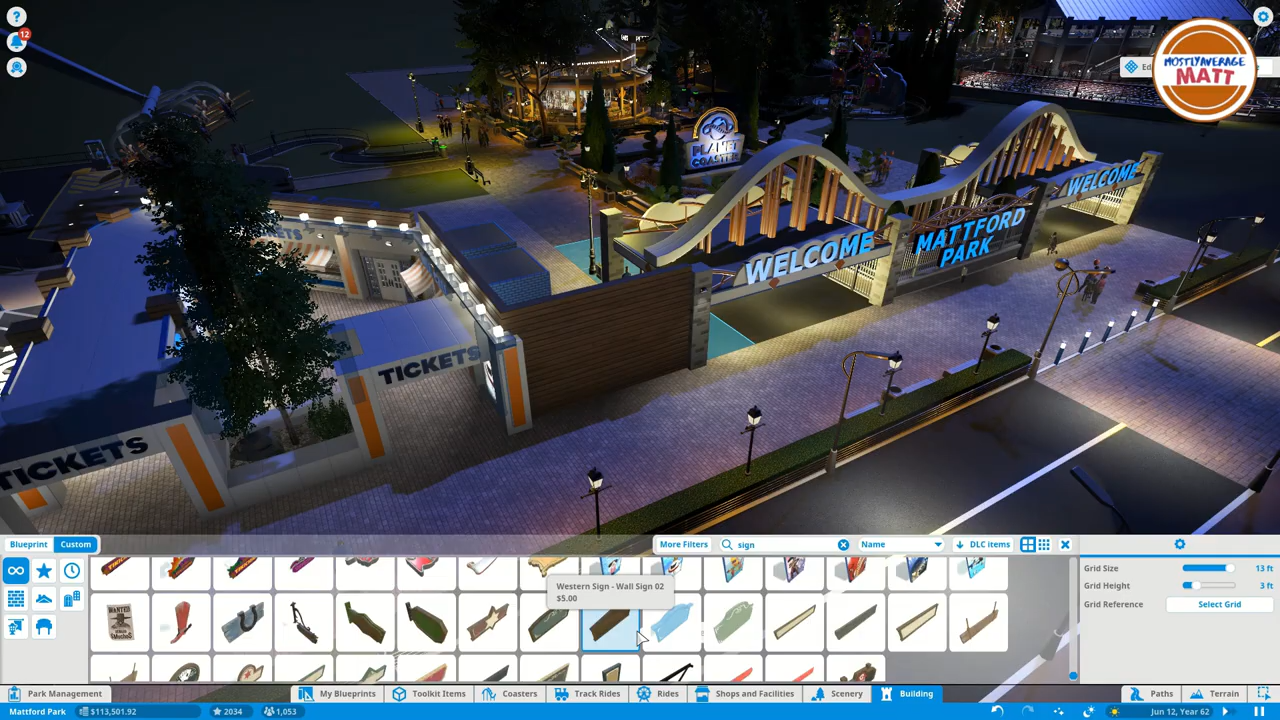 ?
12
MOSTLYAVERAGE
MATT
PLANET
COASTER
WELCOME
WELCOME
MATTFORD
PARK
TICKETS
TICKETS
TICKETS
Blueprint
Custom
More Filters
sign
Name
DLC items
Western Sign - Wall Sign 02
$5.00
WANTED
Grid Size
13 ft
Grid Height
3 ft
Grid Reference
Select Grid
Park Management
My Blueprints
Toolkit Items
Coasters
Track Rides
Rides
Shops and Facilities
Scenery
Building
Paths
Terrain
Mattford Park
$113,501.92
2034
1,053
Jun 12, Year 62